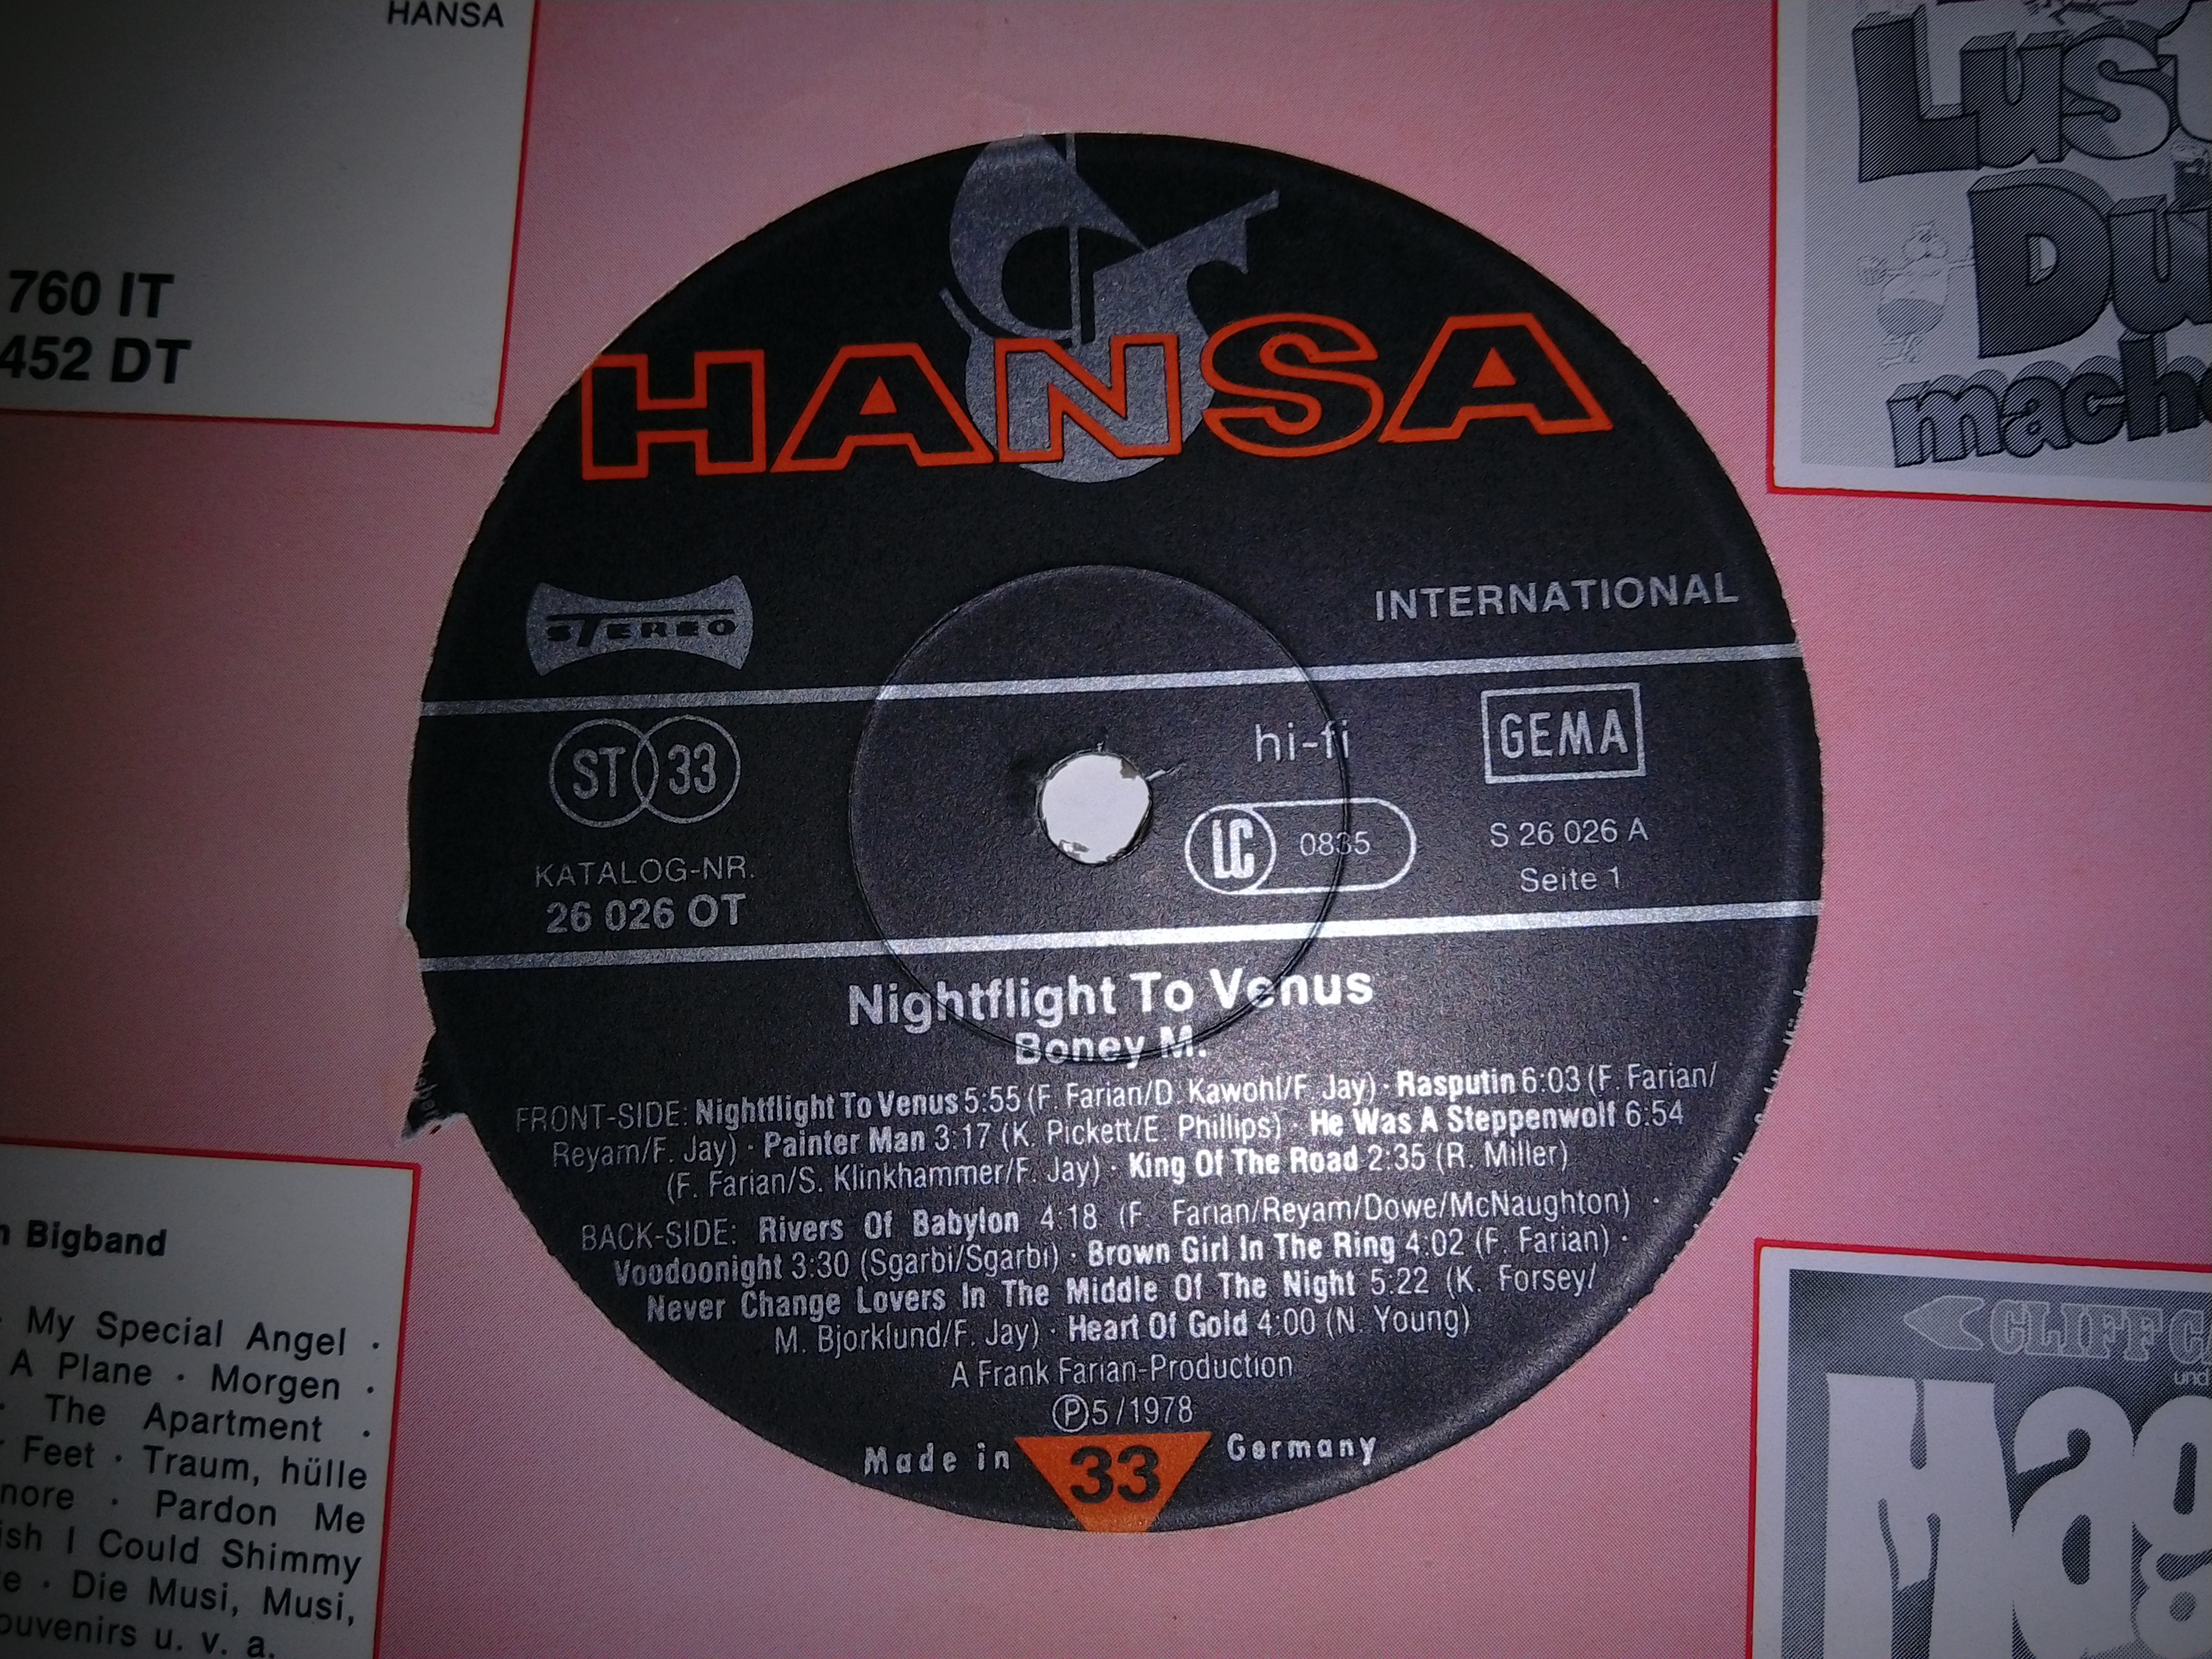 HANSA
760 IT
452 DT
Lust
Du
mach
HANSA
STEREO
INTERNATIONAL
ST 33
hi-fi
GEMA
LC 0835
S 26 026 A
Seite 1
KATALOG-NR.
26 026 OT
Nightflight To Venus
Boney M.
FRONT-SIDE: Nightflight To Venus 5:55 (F. Farian/D. Kawohl/F. Jay) · Rasputin 6:03 (F. Farian/
Reyam/F. Jay) · Painter Man 3:17 (K. Pickett/E. Phillips) · He Was A Steppenwolf 6:54
(F. Farian/S. Klinkhammer/F. Jay) · King Of The Road 2:35 (R. Miller)
BACK-SIDE: Rivers Of Babylon 4:18 (F. Farian/Reyam/Dowe/McNaughton) ·
Voodoonight 3:30 (Sgarbi/Sgarbi) · Brown Girl In The Ring 4:02 (F. Farian) ·
Never Change Lovers In The Middle Of The Night 5:22 (K. Forsey/
M. Bjorklund/F. Jay) · Heart Of Gold 4:00 (N. Young)
A Frank Farian-Production
Ⓟ 5/1978
Made in 33 Germany
Bigband
· My Special Angel ·
A Plane · Morgen ·
· The Apartment ·
Feet · Traum, hülle
· Pardon Me
I Could Shimmy
· Die Musi, Musi,
u. v. a.
CLIFF
und